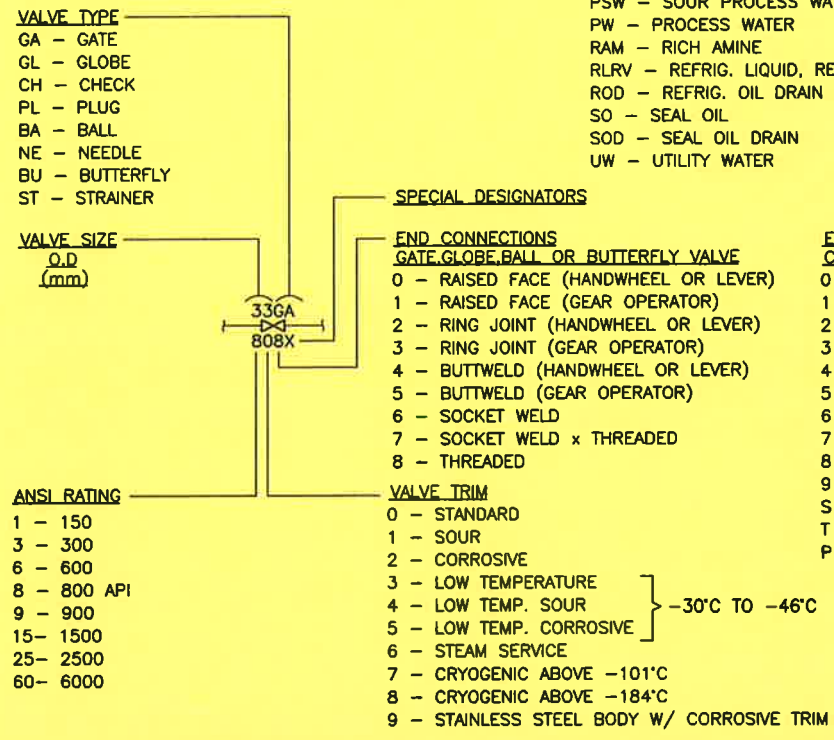 VALVE TYPE
GA – GATE
GL – GLOBE
CH – CHECK
PL – PLUG
BA – BALL
NE – NEEDLE
BU – BUTTERFLY
ST – STRAINER
VALVE SIZE
O.D
(mm)
33GA
808X
ANSI RATING
1 – 150
3 – 300
6 – 600
8 – 800 API
9 – 900
15– 1500
25– 2500
60– 6000
PSW – SOUR PROCESS
PW – PROCESS WATER
RAM – RICH AMINE
RLRV – REFRIG. LIQUID,
ROD – REFRIG. OIL DRAIN
SO – SEAL OIL
SOD – SEAL OIL DRAIN
UW – UTILITY WATER
SPECIAL DESIGNATORS
END CONNECTIONS
GATE,GLOBE,BALL OR BUTTERFLY VALVE
0 – RAISED FACE (HANDWHEEL OR LEVER)
1 – RAISED FACE (GEAR OPERATOR)
2 – RING JOINT (HANDWHEEL OR LEVER)
3 – RING JOINT (GEAR OPERATOR)
4 – BUTTWELD (HANDWHEEL OR LEVER)
5 – BUTTWELD (GEAR OPERATOR)
6 – SOCKET WELD
7 – SOCKET WELD x THREADED
8 – THREADED
VALVE TRIM
0 – STANDARD
1 – SOUR
2 – CORROSIVE
3 – LOW TEMPERATURE
4 – LOW TEMP. SOUR
5 – LOW TEMP. CORROSIVE
–30°C TO –46°C
6 – STEAM SERVICE
7 – CRYOGENIC ABOVE –101°C
8 – CRYOGENIC ABOVE –184°C
9 – STAINLESS STEEL BODY W/ CORROSIVE TRIM
0
1
2
3
4
5
6
7
8
9
S
T
P